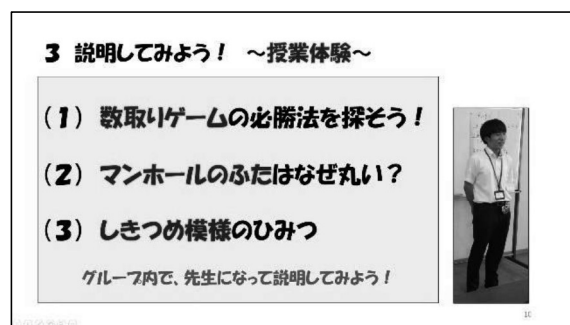 3 説明してみよう！ ～授業体験～
（1）数取りゲームの必勝法を探そう！
（2）マンホールのふたはなぜ丸い？
（3）しきつめ模様のひみつ
グループ内で、先生になって説明してみよう！
10